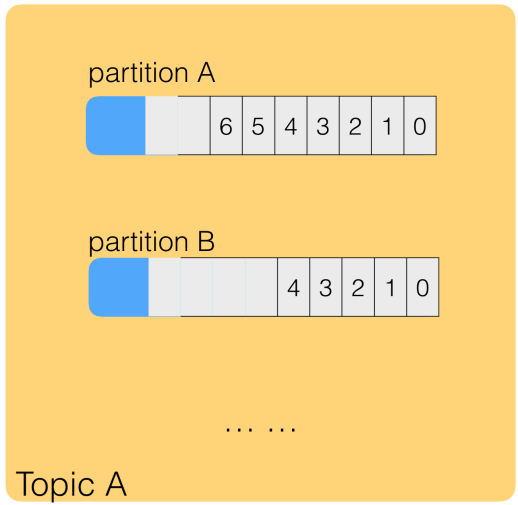 partition A
6 5 4 3 2 1 0
partition B
4 3 2 1 0
... ...
Topic A